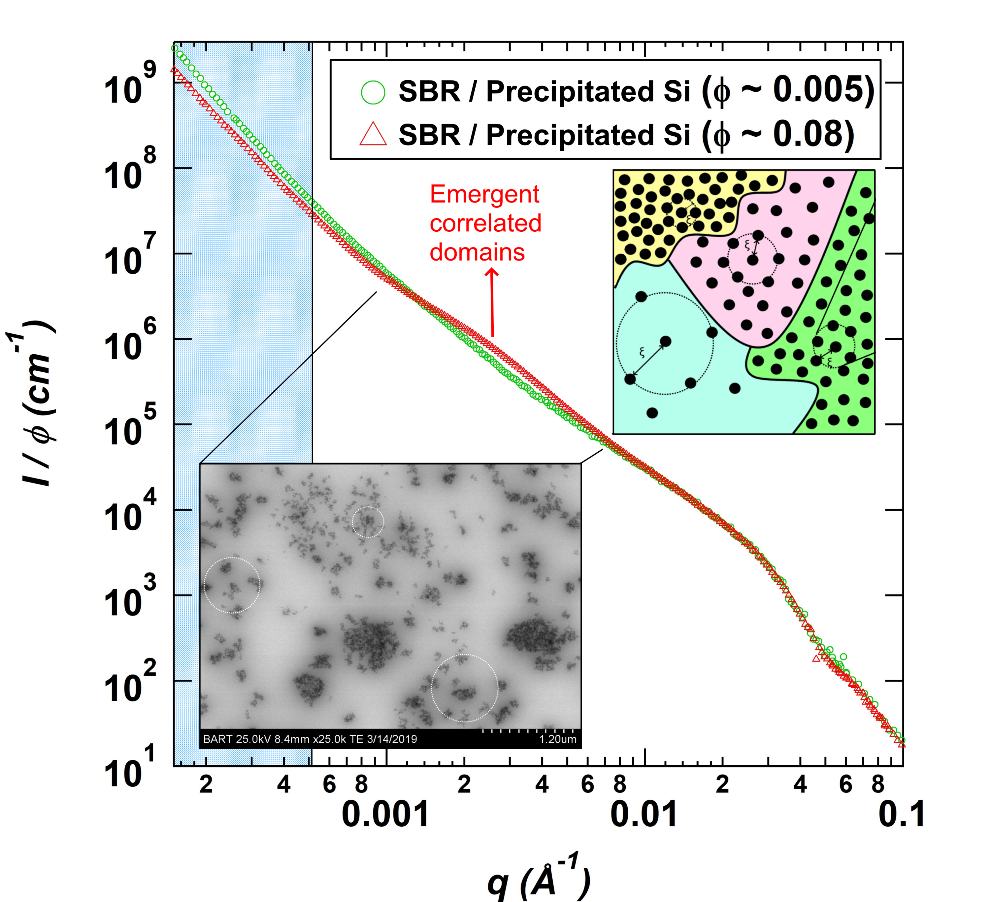 SBR / Precipitated Si (ϕ ~ 0.005)
SBR / Precipitated Si (ϕ ~ 0.08)
Emergent
correlated
domains
ξ
ξ
ξ
ξ
10^9
10^8
10^7
10^6
10^5
10^4
10^3
10^2
10^1
I / ϕ (cm^-1)
BART 25.0kV 8.4mm x25.0k TE 3/14/2019 1.20um
2 4 6 8 2 4 6 8 2 4 6 8
0.001 0.01 0.1
q (Å^-1)